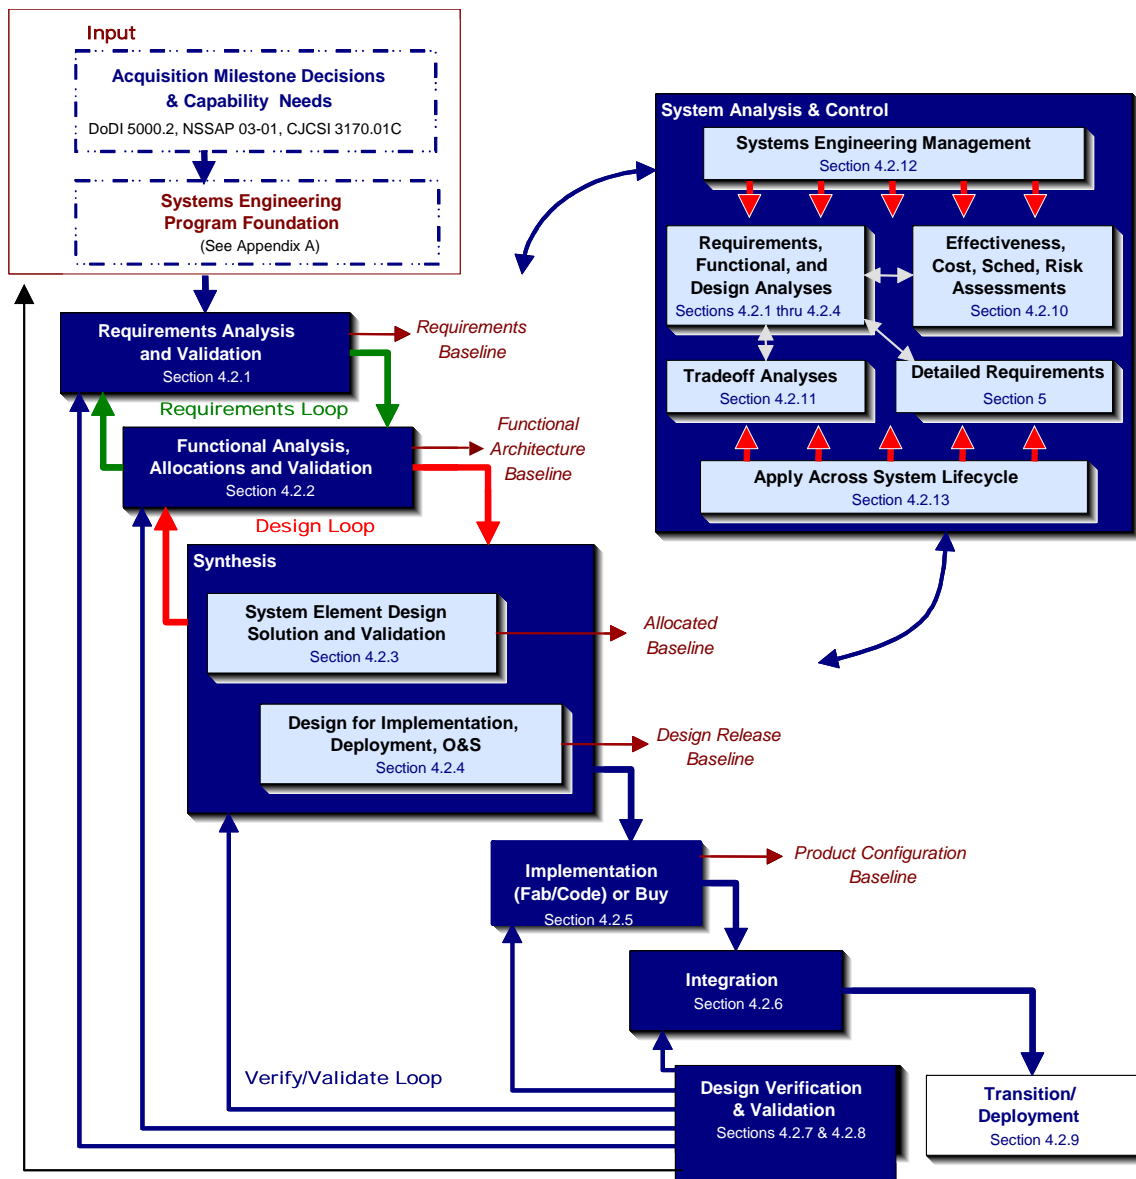 Input
Acquisition Milestone Decisions
& Capability Needs
DoDI 5000.2, NSSAP 03-01, CJCSI 3170.01C
Systems Engineering
Program Foundation
(See Appendix A)
System Analysis & Control
Systems Engineering Management
Section 4.2.12
Requirements,
Functional, and
Design Analyses
Sections 4.2.1 thru 4.2.4
Effectiveness,
Cost, Sched, Risk
Assessments
Section 4.2.10
Tradeoff Analyses
Section 4.2.11
Detailed Requirements
Section 5
Apply Across System Lifecycle
Section 4.2.13
Requirements Analysis
and Validation
Section 4.2.1
Requirements
Baseline
Requirements Loop
Functional Analysis,
Allocations and Validation
Section 4.2.2
Functional
Architecture
Baseline
Design Loop
Synthesis
System Element Design
Solution and Validation
Section 4.2.3
Allocated
Baseline
Design for Implementation,
Deployment, O&S
Section 4.2.4
Design Release
Baseline
Implementation
(Fab/Code) or Buy
Section 4.2.5
Product Configuration
Baseline
Integration
Section 4.2.6
Verify/Validate Loop
Design Verification
& Validation
Sections 4.2.7 & 4.2.8
Transition/
Deployment
Section 4.2.9